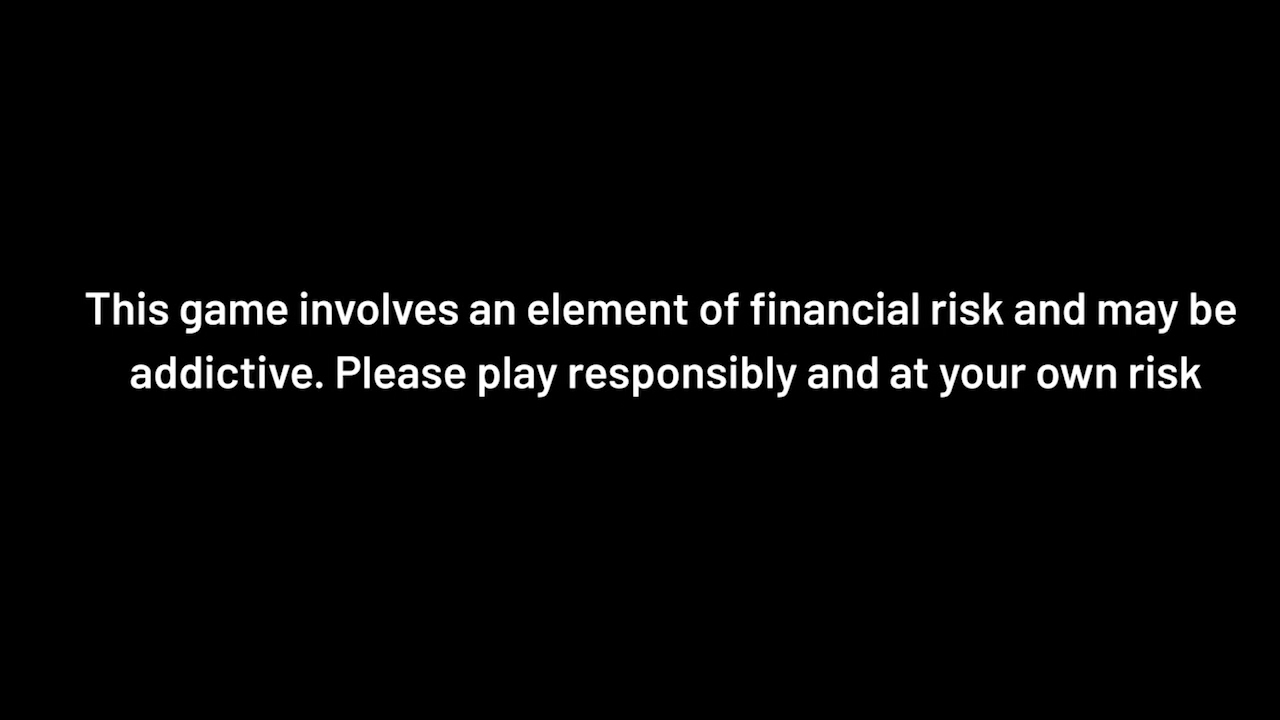 This game involves an element of financial risk and may be
addictive. Please play responsibly and at your own risk